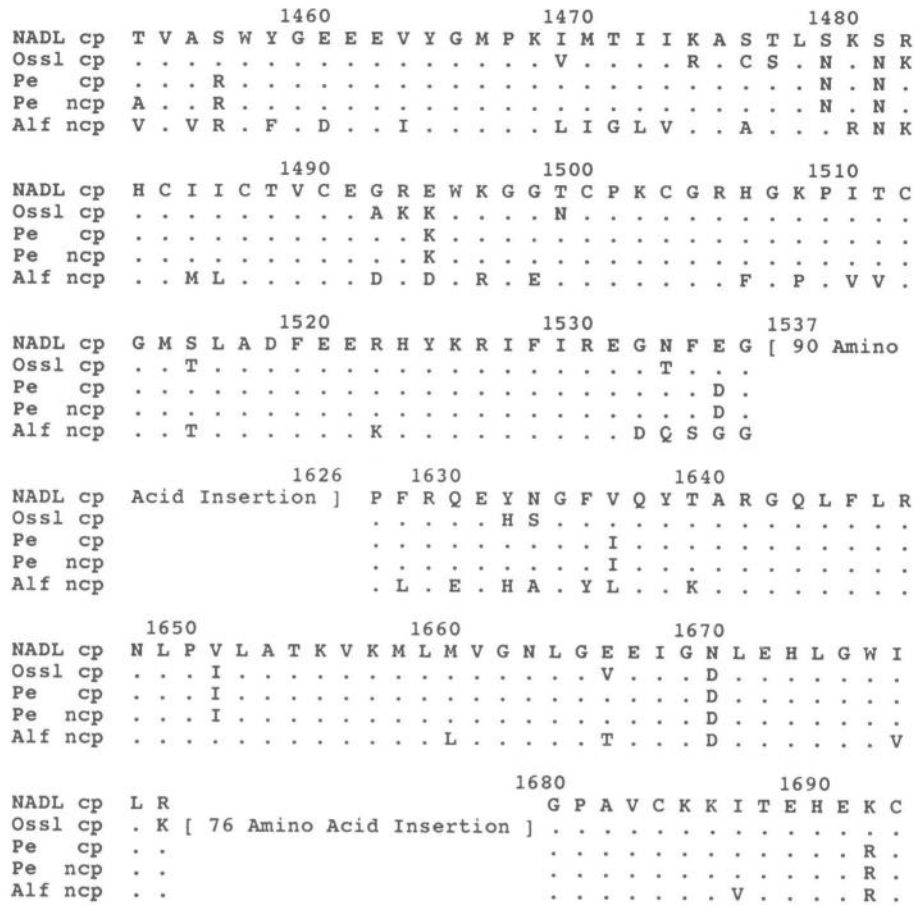 1460 1470 1480
NADL cp T V A S W Y G E E E V Y G M P K I M T I I K A S T L S K S R
Ossl cp . . . . . . . . . . . . . . . . V . . . . R . C S . N . N K
Pe cp . . . R . . . . . . . . . . . . . . . . . . . . . . N . N .
Pe ncp A . . R . . . . . . . . . . . . . . . . . . . . . . N . N .
Alf ncp V . V R . F . D . . I . . . . . L I G L V . . A . . . R N K
1490 1500 1510
NADL cp H C I I C T V C E G R E W K G G T C P K C G R H G K P I T C
Ossl cp . . . . . . . . . A K K . . . . N . . . . . . . . . . . . .
Pe cp . . . . . . . . . . . K . . . . . . . . . . . . . . . . . .
Pe ncp . . . . . . . . . . . K . . . . . . . . . . . . . . . . . .
Alf ncp . . M L . . . . . D . D . R . E . . . . . . . F . P . V V .
1520 1530 1537
NADL cp G M S L A D F E E R H Y K R I F I R E G N F E G [ 90 Amino
Ossl cp . . T . . . . . . . . . . . . . . . . . T . . .
Pe cp . . . . . . . . . . . . . . . . . . . . . . D .
Pe ncp . . . . . . . . . . . . . . . . . . . . . . D .
Alf ncp . . T . . . . . . K . . . . . . . . . D Q S G G
1626 1630 1640
NADL cp Acid Insertion ] P F R Q E Y N G F V Q Y T A R G Q L F L R
Ossl cp . . . . . H S . . . . . . . . . . . . . .
Pe cp . . . . . . . . . I . . . . . . . . . . .
Pe ncp . . . . . . . . . I . . . . . . . . . . .
Alf ncp . L . E . H A . Y L . . K . . . . . . . .
1650 1660 1670
NADL cp N L P V L A T K V K M L M V G N L G E E I G N L E H L G W I
Ossl cp . . . I . . . . . . . . . . . . . . V . . . D . . . . . . .
Pe cp . . . I . . . . . . . . . . . . . . . . . . D . . . . . . .
Pe ncp . . . I . . . . . . . . . . . . . . . . . . D . . . . . . .
Alf ncp . . . . . . . . . . . . L . . . . . T . . . D . . . . . . V
1680 1690
NADL cp L R G P A V C K K I T E H E K C
Ossl cp . K [ 76 Amino Acid Insertion ] . . . . . . . . . . . . . .
Pe cp . . . . . . . . . . . . . . R .
Pe ncp . . . . . . . . . . . . . . R .
Alf ncp . . . . . . . . . V . . . . R .